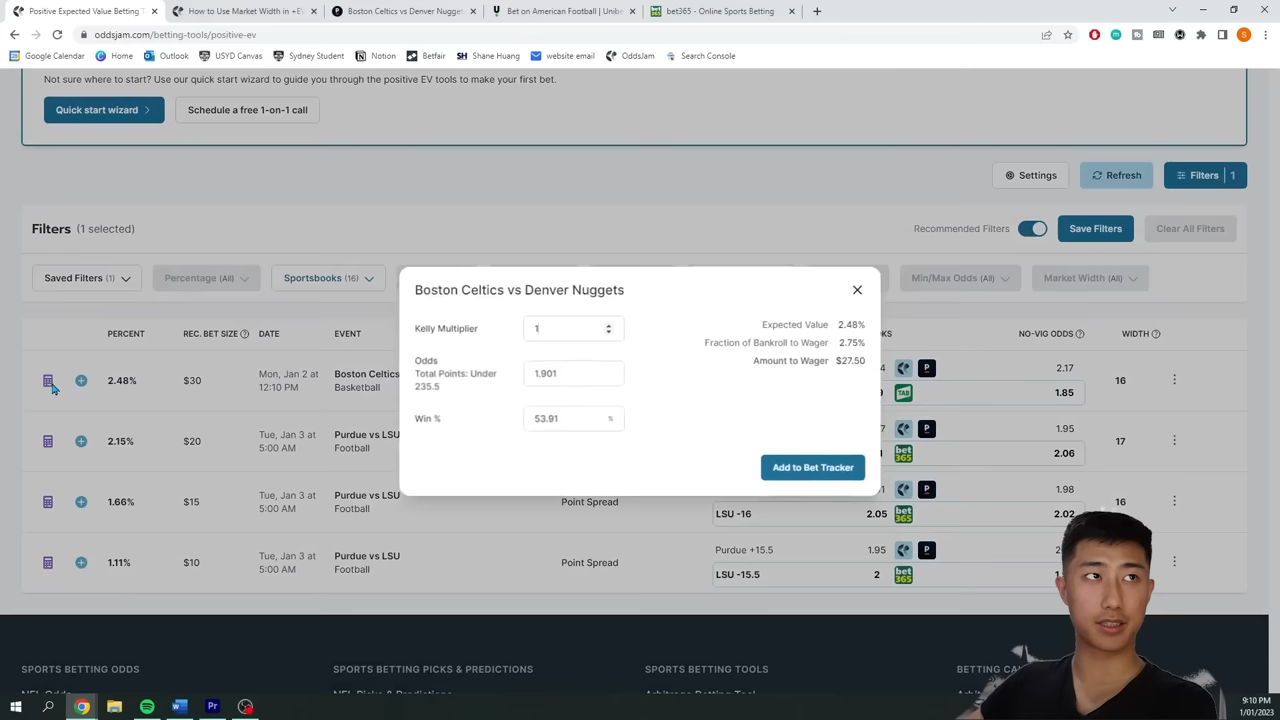 Positive Expected Value Betting T
How to Use Market Width in +EV
Boston Celtics vs Denver Nuggets
Bet on American Football | Unib
bet365 - Online Sports Betting
oddsjam.com/betting-tools/positive-ev
Google Calendar
Home
Outlook
USYD Canvas
Sydney Student
Notion
Betfair
SH Shane Huang
website email
OddsJam
Search Console
Not sure where to start? Use our quick start wizard to guide you through the positive EV tools to make your first bet.
Quick start wizard
Schedule a free 1-on-1 call
Settings
Refresh
Filters 1
Filters (1 selected)
Recommended Filters
Save Filters
Clear All Filters
Saved Filters (1)
Percentage (All)
Sportsbooks (16)
Min/Max Odds (All)
Market Width (All)
PERCENT
REC. BET SIZE
DATE
EVENT
NO-VIG ODDS
WIDTH
2.48%
$30
Mon, Jan 2 at
12:10 PM
Boston Celtics
Basketball
2.17
TAB
1.85
16
2.15%
$20
Tue, Jan 3 at
5:00 AM
Purdue vs LSU
Football
1.95
bet365
2.06
17
1.66%
$15
Tue, Jan 3 at
5:00 AM
Purdue vs LSU
Football
Point Spread
1.98
LSU -16
2.05
bet365
2.02
16
1.11%
$10
Tue, Jan 3 at
5:00 AM
Purdue vs LSU
Football
Point Spread
Purdue +15.5
1.95
LSU -15.5
2
bet365
Boston Celtics vs Denver Nuggets
Kelly Multiplier
1
Odds
Total Points: Under
235.5
1.901
Win %
53.91
%
Expected Value 2.48%
Fraction of Bankroll to Wager 2.75%
Amount to Wager $27.50
Add to Bet Tracker
SPORTS BETTING ODDS
SPORTS BETTING PICKS & PREDICTIONS
SPORTS BETTING TOOLS
BETTING CA
9:10 PM
1/01/2023